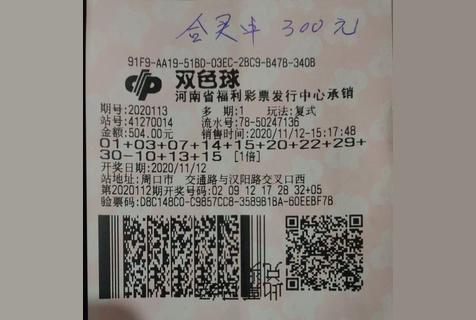 合灵半 300元
91F9-AA19-51BD-03EC-2BC9-B47B-340B
双色球
河南省福利彩票发行中心承销
期号:2020113 多期:1 玩法:复式
站号:41270014 流水号:78-50247136
金额:504.00元 销售时间:2020/11/12-15:17:48
01+03+07+14+15+20+22+29+
30-10+13+15 [1倍]
开奖日期:2020/11/12
站地址:周口市 交通路与汉阳路交叉口西
第2020112期开奖号码:02 09 12 17 28 32+05
验票码:D8C148C0-C9857CC8-3589B1BA-60EEBF7B